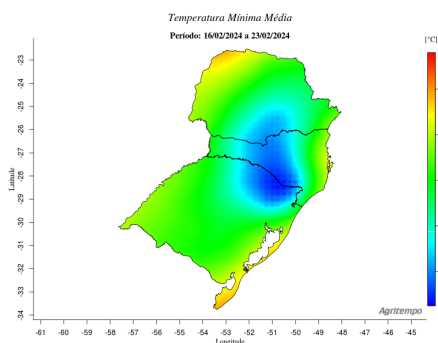 Temperatura Mínima Média
Período: 16/02/2024 a 23/02/2024
[°C]
-23
-24
-25
-26
-27
-28
-29
-30
-31
-32
-33
-34
Latitude
-61 -60 -59 -58 -57 -56 -55 -54 -53 -52 -51 -50 -49 -48 -47 -46 -45
Longitude
Agritempo